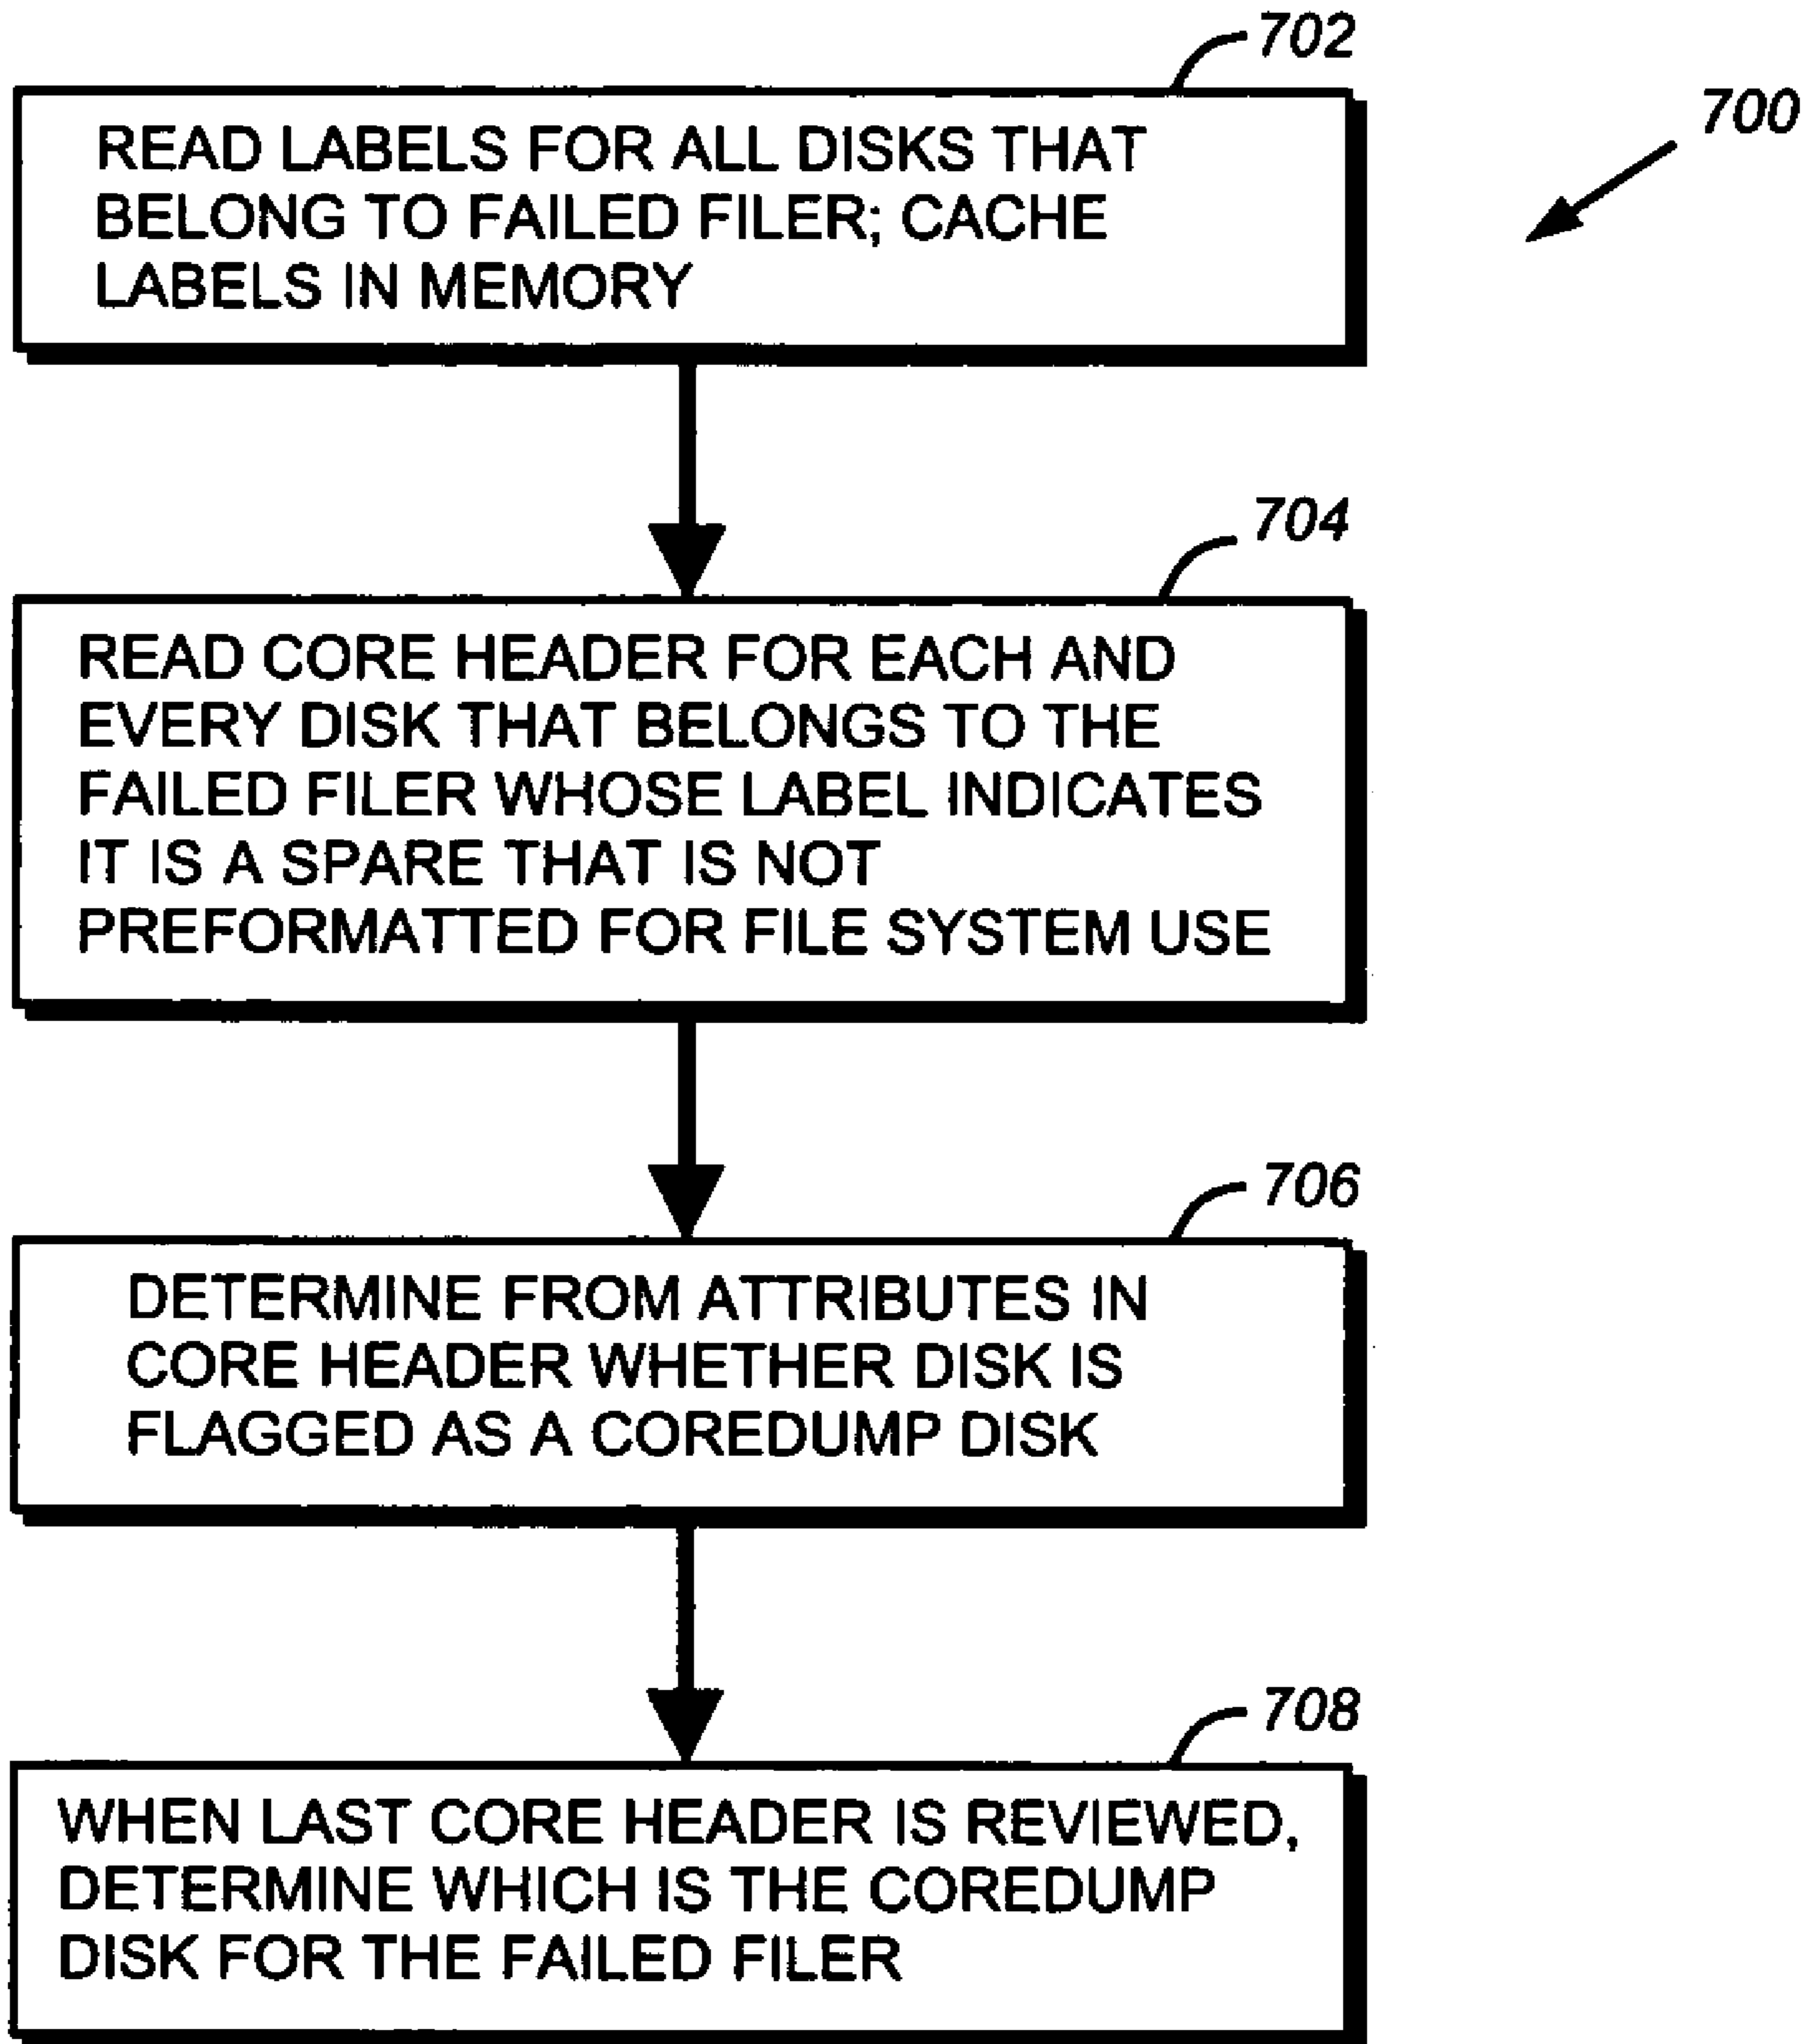 702
700
READ LABELS FOR ALL DISKS THAT
BELONG TO FAILED FILER; CACHE
LABELS IN MEMORY
704
READ CORE HEADER FOR EACH AND
EVERY DISK THAT BELONGS TO THE
FAILED FILER WHOSE LABEL INDICATES
IT IS A SPARE THAT IS NOT
PREFORMATTED FOR FILE SYSTEM USE
706
DETERMINE FROM ATTRIBUTES IN
CORE HEADER WHETHER DISK IS
FLAGGED AS A COREDUMP DISK
708
WHEN LAST CORE HEADER IS REVIEWED,
DETERMINE WHICH IS THE COREDUMP
DISK FOR THE FAILED FILER